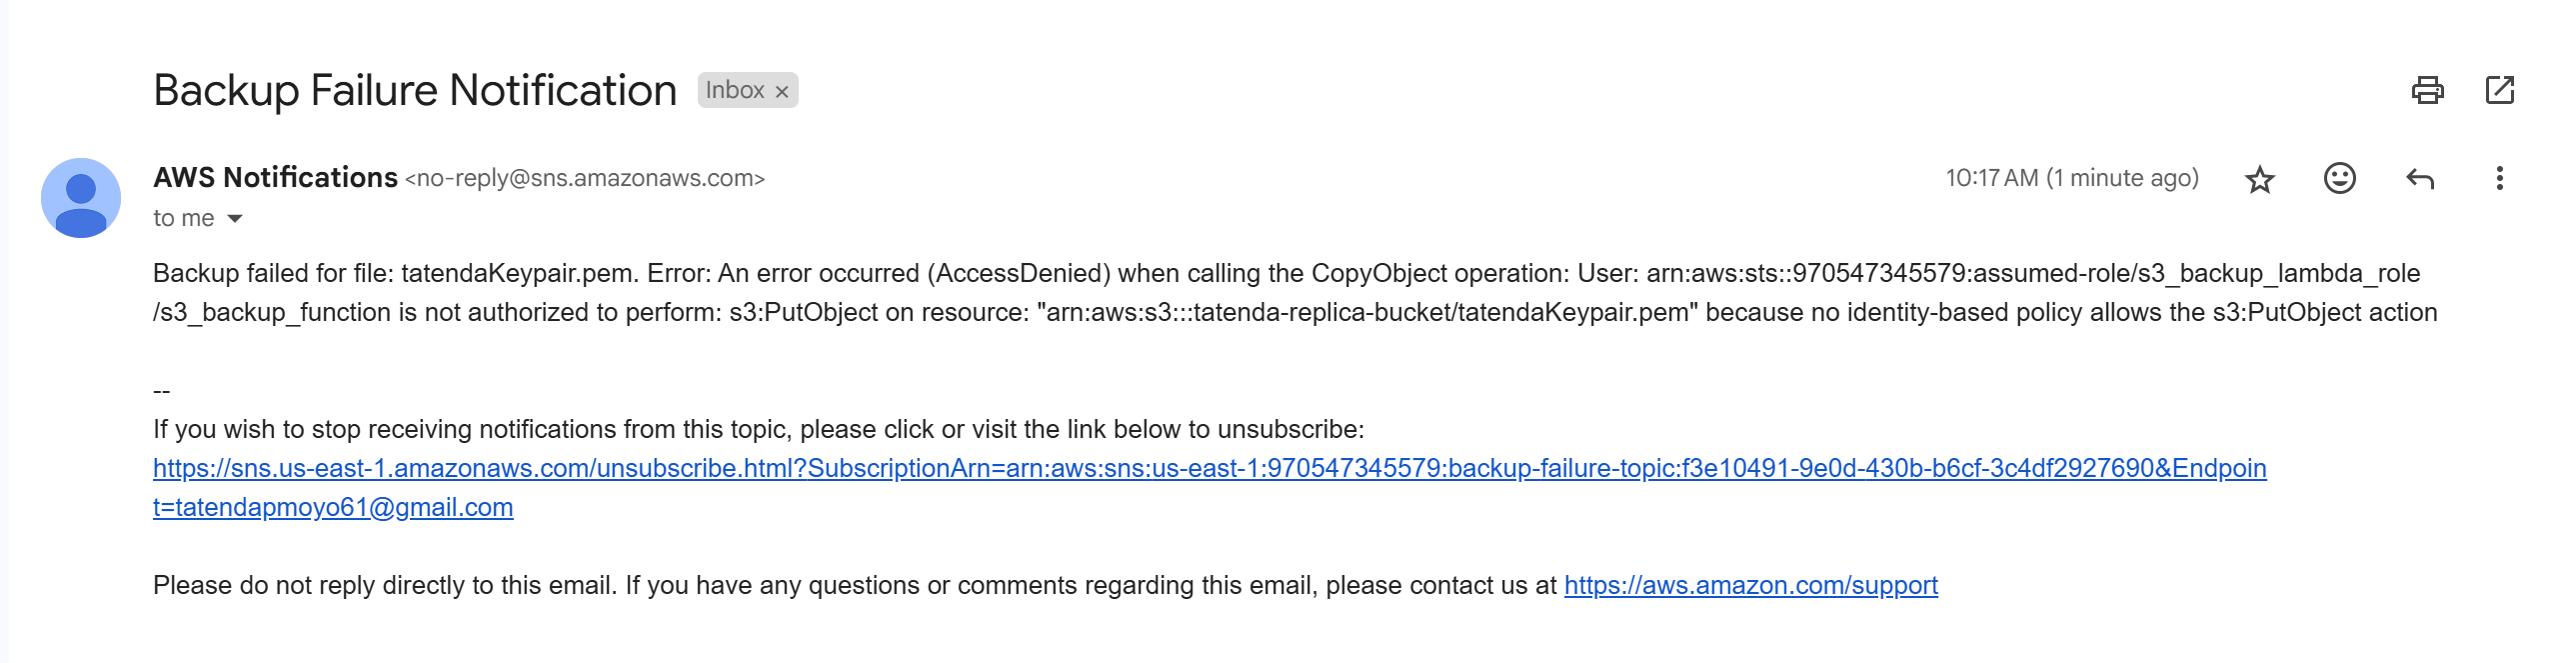 Backup Failure Notification Inbox ×
AWS Notifications <no-reply@sns.amazonaws.com> 10:17 AM (1 minute ago)
to me
Backup failed for file: tatendaKeypair.pem. Error: An error occurred (AccessDenied) when calling the CopyObject operation: User: arn:aws:sts::970547345579:assumed-role/s3_backup_lambda_role
/s3_backup_function is not authorized to perform: s3:PutObject on resource: "arn:aws:s3:::tatenda-replica-bucket/tatendaKeypair.pem" because no identity-based policy allows the s3:PutObject action
--
If you wish to stop receiving notifications from this topic, please click or visit the link below to unsubscribe:
https://sns.us-east-1.amazonaws.com/unsubscribe.html?SubscriptionArn=arn:aws:sns:us-east-1:970547345579:backup-failure-topic:f3e10491-9e0d-430b-b6cf-3c4df2927690&Endpoin
t=tatendapmoyo61@gmail.com
Please do not reply directly to this email. If you have any questions or comments regarding this email, please contact us at https://aws.amazon.com/support